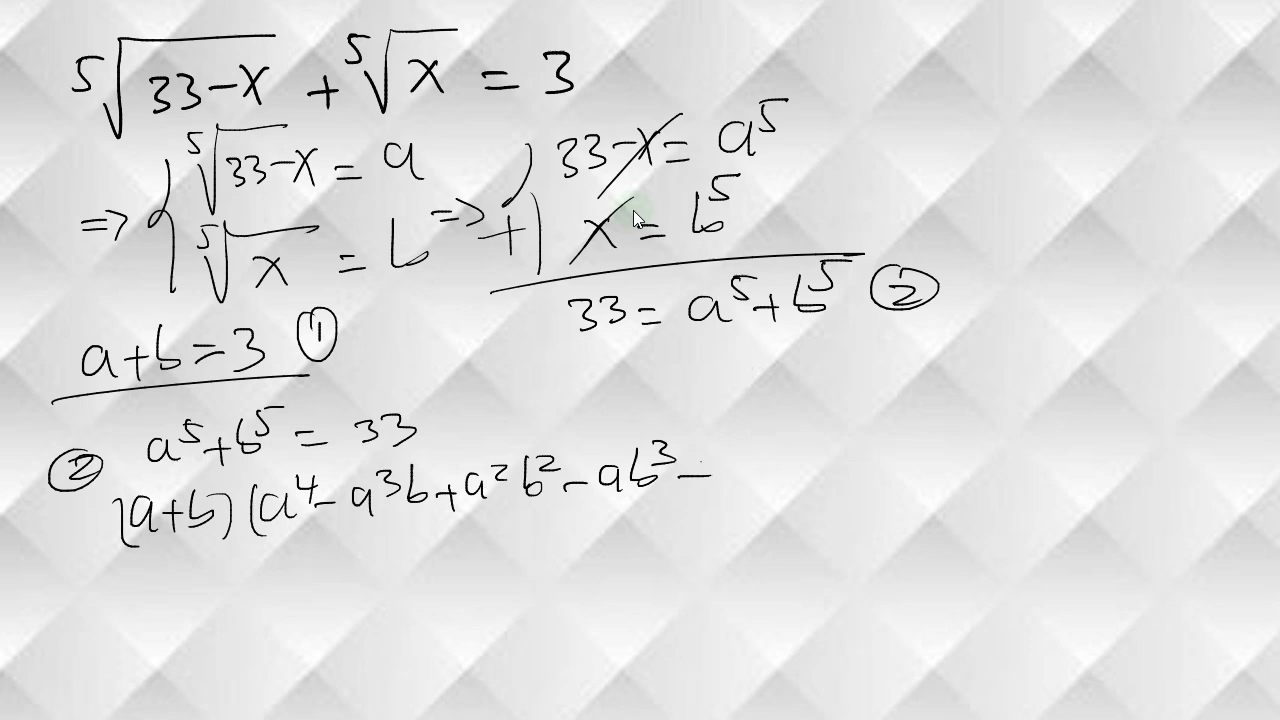 ⁵√(33-x) + ⁵√x = 3
=> { ⁵√(33-x) = a => 33-x = a⁵
⁵√x = b + x = b⁵
33 = a⁵+b⁵ ②
a+b=3 ①
② a⁵+b⁵ = 33
(a+b)(a⁴-a³b+a²b²-ab³-